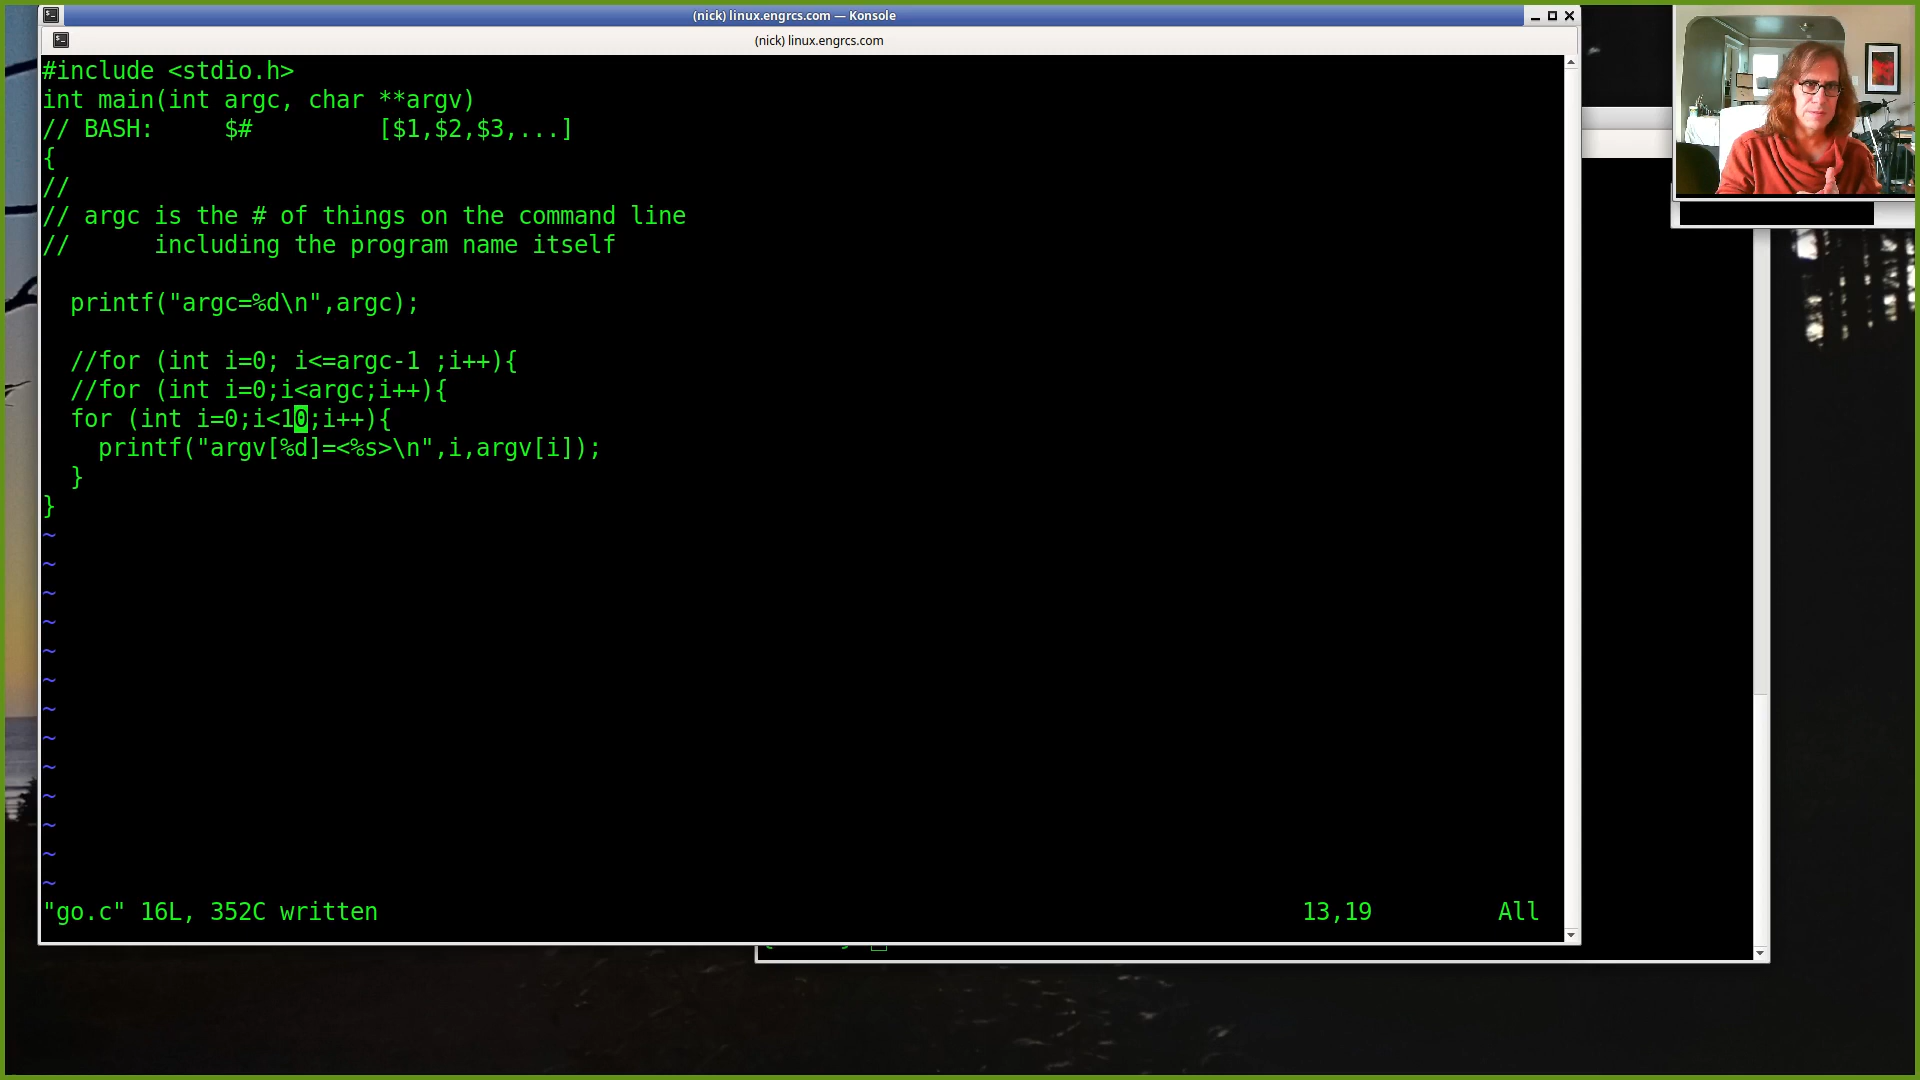 (nick) linux.engrcs.com — Konsole
(nick) linux.engrcs.com
#include <stdio.h>
int main(int argc, char **argv)
// BASH:     $#         [$1,$2,$3,...]
{
//
// argc is the # of things on the command line
//      including the program name itself
  printf("argc=%d\n",argc);
  //for (int i=0; i<=argc-1 ;i++){
  //for (int i=0;i<argc;i++){
  for (int i=0;i<10;i++){
    printf("argv[%d]=<%s>\n",i,argv[i]);
  }
}
~
~
~
~
~
~
~
~
~
~
~
~
~
"go.c" 16L, 352C written                                                                  13,19         All